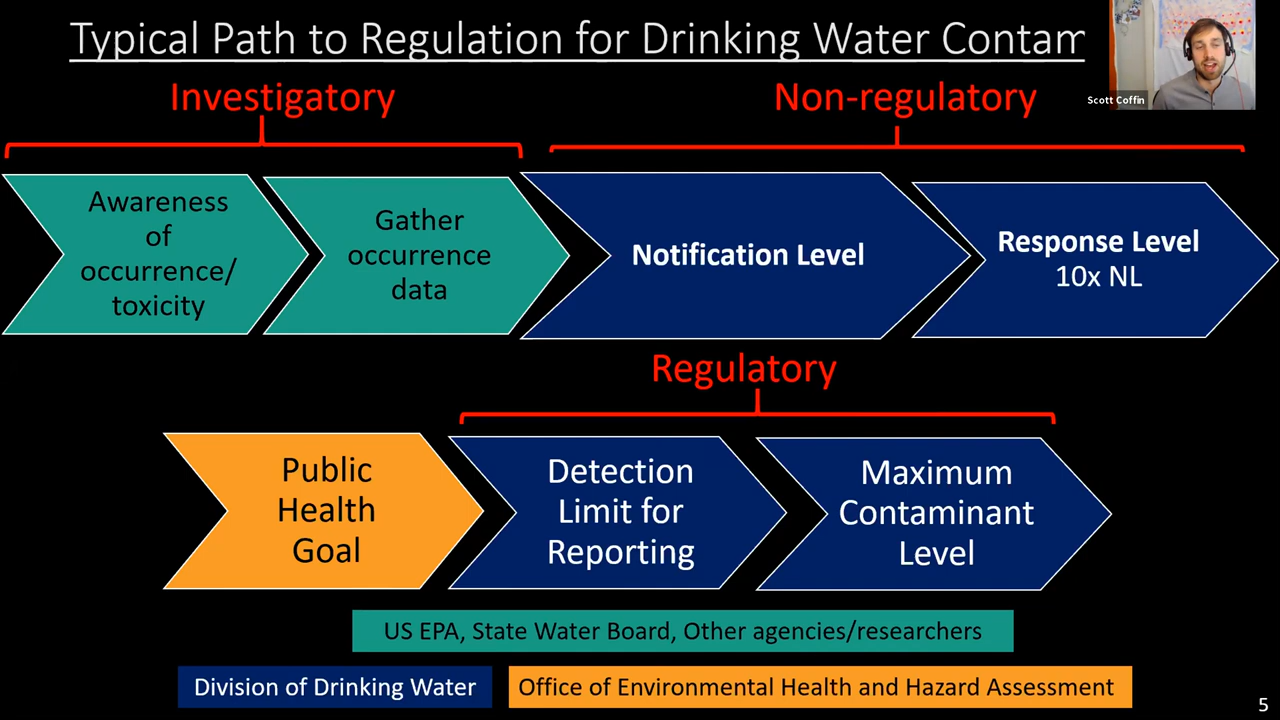 Typical Path to Regulation for Drinking Water Contam
Scott Coffin
Investigatory
Non-regulatory
Awareness
of
occurrence/
toxicity
Gather
occurrence
data
Notification Level
Response Level
10x NL
Regulatory
Public
Health
Goal
Detection
Limit for
Reporting
Maximum
Contaminant
Level
US EPA, State Water Board, Other agencies/researchers
Division of Drinking Water
Office of Environmental Health and Hazard Assessment
5